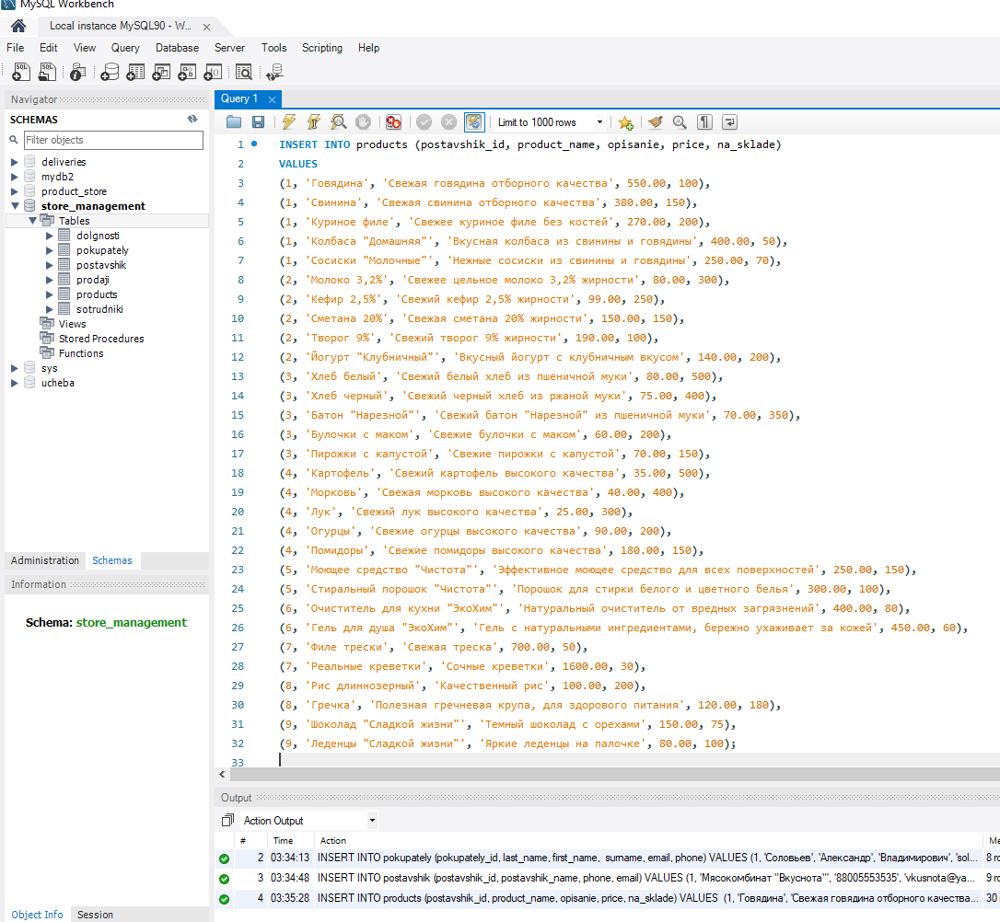 MySQL Workbench
Local instance MySQL90 - W...
File Edit View Query Database Server Tools Scripting Help
Navigator
SCHEMAS
Filter objects
deliveries
mydb2
product_store
store_management
Tables
dolgnosti
pokupately
postavshik
prodaji
products
sotrudniki
Views
Stored Procedures
Functions
sys
ucheba
Administration Schemas
Information
Schema: store_management
Object Info Session
Query 1
Limit to 1000 rows
1 INSERT INTO products (postavshik_id, product_name, opisanie, price, na_sklade)
2 VALUES
3 (1, 'Говядина', 'Свежая говядина отборного качества', 550.00, 100),
4 (1, 'Свинина', 'Свежая свинина отборного качества', 380.00, 150),
5 (1, 'Куриное филе', 'Свежее куриное филе без костей', 270.00, 200),
6 (1, 'Колбаса "Домашняя"', 'Вкусная колбаса из свинины и говядины', 400.00, 50),
7 (1, 'Сосиски "Молочные"', 'Нежные сосиски из свинины и говядины', 250.00, 70),
8 (2, 'Молоко 3,2%', 'Свежее цельное молоко 3,2% жирности', 80.00, 300),
9 (2, 'Кефир 2,5%', 'Свежий кефир 2,5% жирности', 99.00, 250),
10 (2, 'Сметана 20%', 'Свежая сметана 20% жирности', 150.00, 150),
11 (2, 'Творог 9%', 'Свежий творог 9% жирности', 190.00, 100),
12 (2, 'Йогурт "Клубничный"', 'Вкусный йогурт с клубничным вкусом', 140.00, 200),
13 (3, 'Хлеб белый', 'Свежий белый хлеб из пшеничной муки', 80.00, 500),
14 (3, 'Хлеб черный', 'Свежий черный хлеб из ржаной муки', 75.00, 400),
15 (3, 'Батон "Нарезной"', 'Свежий батон "Нарезной" из пшеничной муки', 70.00, 350),
16 (3, 'Булочки с маком', 'Свежие булочки с маком', 60.00, 200),
17 (3, 'Пирожки с капустой', 'Свежие пирожки с капустой', 70.00, 150),
18 (4, 'Картофель', 'Свежий картофель высокого качества', 35.00, 500),
19 (4, 'Морковь', 'Свежая морковь высокого качества', 40.00, 400),
20 (4, 'Лук', 'Свежий лук высокого качества', 25.00, 300),
21 (4, 'Огурцы', 'Свежие огурцы высокого качества', 90.00, 200),
22 (4, 'Помидоры', 'Свежие помидоры высокого качества', 180.00, 150),
23 (5, 'Моющее средство "Чистота"', 'Эффективное моющее средство для всех поверхностей', 250.00, 150),
24 (5, 'Стиральный порошок "Чистота"', 'Порошок для стирки белого и цветного белья', 300.00, 100),
25 (6, 'Очиститель для кухни "ЭкоХим"', 'Натуральный очиститель от вредных загрязнений', 400.00, 80),
26 (6, 'Гель для душа "ЭкоХим"', 'Гель с натуральными ингредиентами, бережно ухаживает за кожей', 450.00, 60),
27 (7, 'Филе трески', 'Свежая треска', 700.00, 50),
28 (7, 'Реальные креветки', 'Сочные креветки', 1600.00, 30),
29 (8, 'Рис длиннозерный', 'Качественный рис', 100.00, 200),
30 (8, 'Гречка', 'Полезная гречневая крупа, для здорового питания', 120.00, 180),
31 (9, 'Шоколад "Сладкой жизни"', 'Темный шоколад с орехами', 150.00, 75),
32 (9, 'Леденцы "Сладкой жизни"', 'Яркие леденцы на палочке', 80.00, 100);
33
Output
Action Output
# Time Action Me
2 03:34:13 INSERT INTO pokupately (pokupately_id, last_name, first_name, surname, email, phone) VALUES (1, 'Соловьев', 'Александр', 'Владимирович', 'sol... 8 ro
3 03:34:48 INSERT INTO postavshik (postavshik_id, postavshik_name, phone, email) VALUES (1, 'Мясокомбинат "Вкуснота"', '88005553535', 'vkusnota@ya... 9 ro
4 03:35:28 INSERT INTO products (postavshik_id, product_name, opisanie, price, na_sklade) VALUES (1, 'Говядина', 'Свежая говядина отборного качества... 30